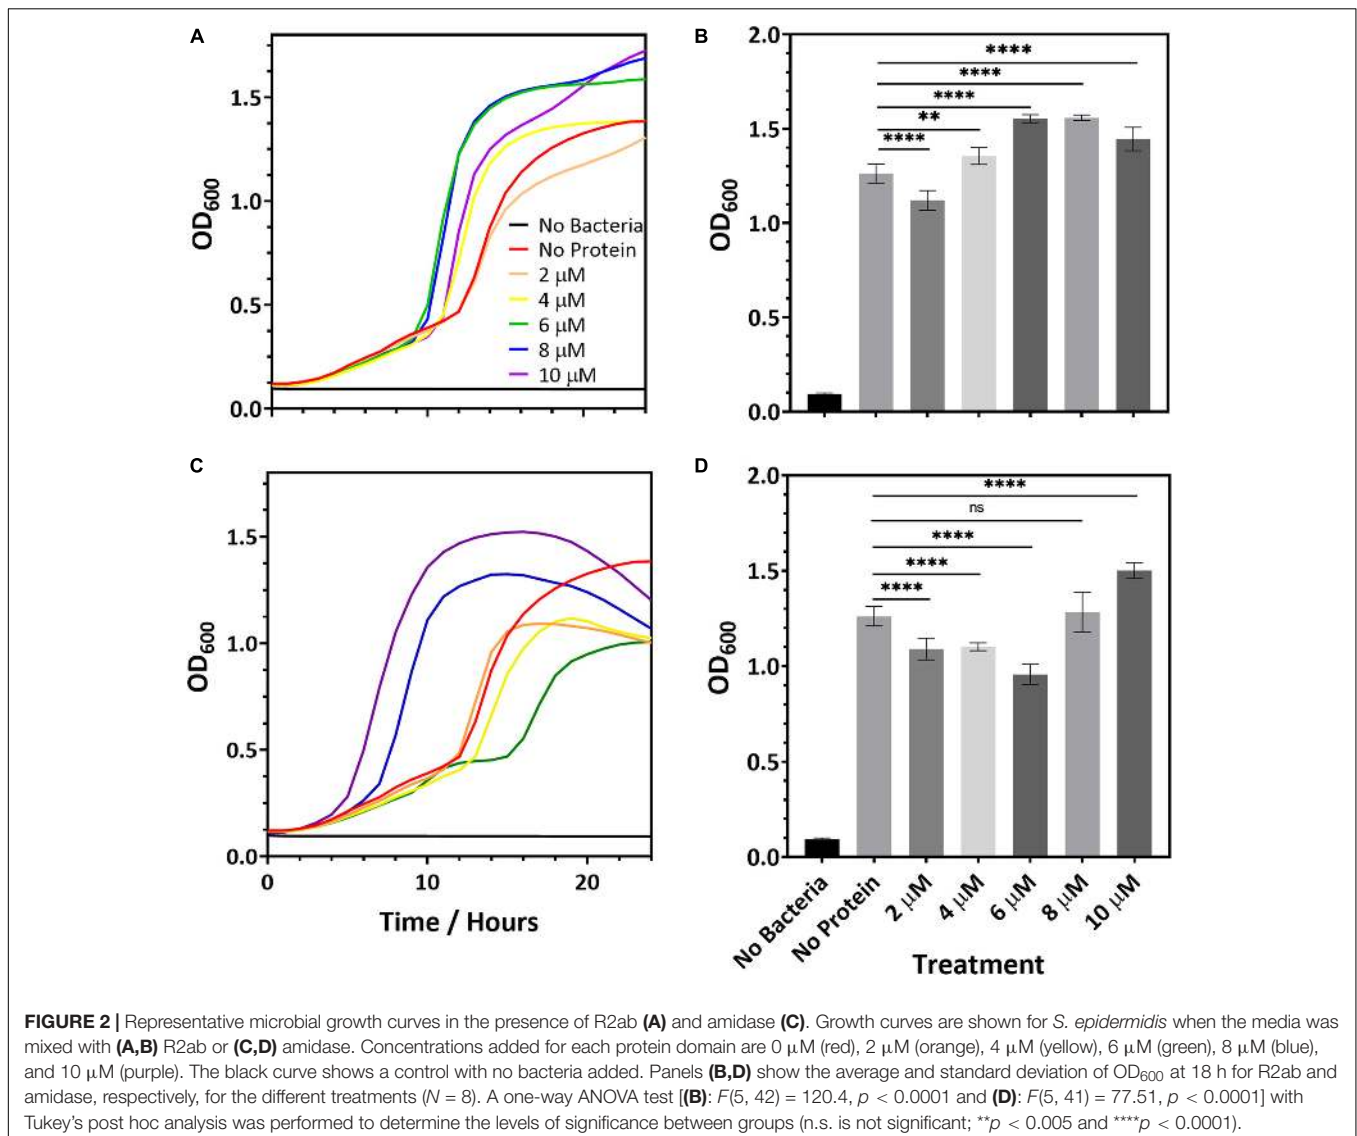 A
OD600
1.5
1.0
0.5
0.0
No Bacteria
No Protein
2 μM
4 μM
6 μM
8 μM
10 μM
B
OD600
2.0
1.5
1.0
0.5
0.0
****
****
****
**
****
C
OD600
1.5
1.0
0.5
0.0
0
10
20
Time / Hours
D
OD600
2.0
1.5
1.0
0.5
0.0
****
ns
****
****
****
No Bacteria
No Protein
2 μM
4 μM
6 μM
8 μM
10 μM
Treatment
FIGURE 2 | Representative microbial growth curves in the presence of R2ab (A) and amidase (C). Growth curves are shown for S. epidermidis when the media was
mixed with (A,B) R2ab or (C,D) amidase. Concentrations added for each protein domain are 0 μM (red), 2 μM (orange), 4 μM (yellow), 6 μM (green), 8 μM (blue),
and 10 μM (purple). The black curve shows a control with no bacteria added. Panels (B,D) show the average and standard deviation of OD600 at 18 h for R2ab and
amidase, respectively, for the different treatments (N = 8). A one-way ANOVA test [(B): F(5, 42) = 120.4, p < 0.0001 and (D): F(5, 41) = 77.51, p < 0.0001] with
Tukey's post hoc analysis was performed to determine the levels of significance between groups (n.s. is not significant; **p < 0.005 and ****p < 0.0001).